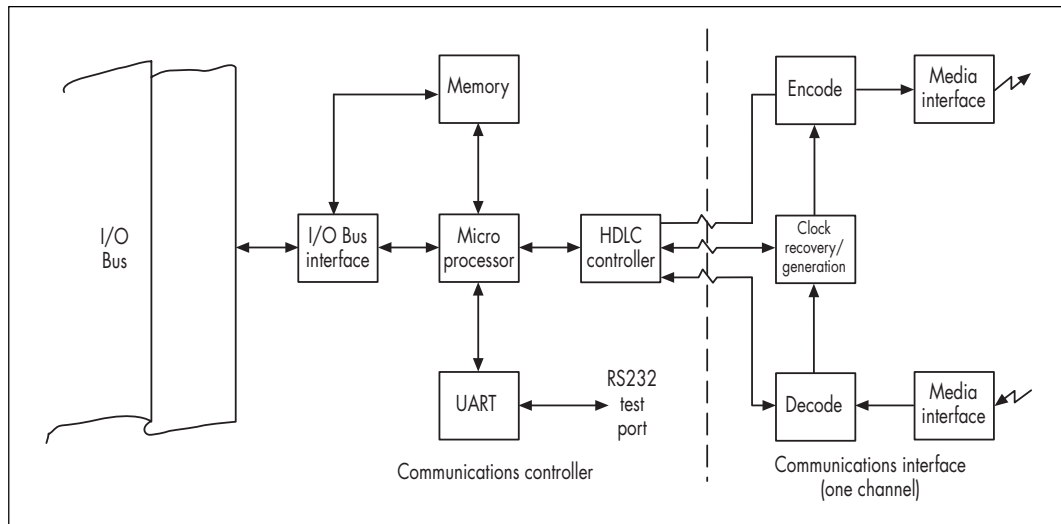 I/O
Bus
I/O Bus
interface
Memory
Micro
processor
UART
RS232
test
port
HDLC
controller
Communications controller
Encode
Media
interface
Clock
recovery/
generation
Decode
Media
interface
Communications interface
(one channel)